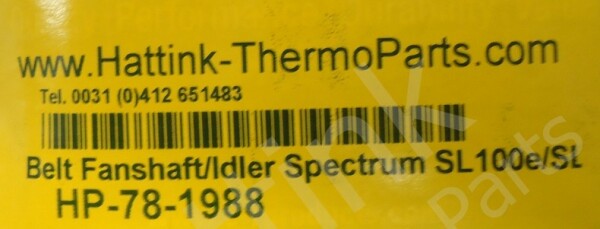 www.Hattink-ThermoParts.com
Tel. 0031 (0)412 651483
Belt Fanshaft/Idler Spectrum SL100e/SL
HP-78-1988